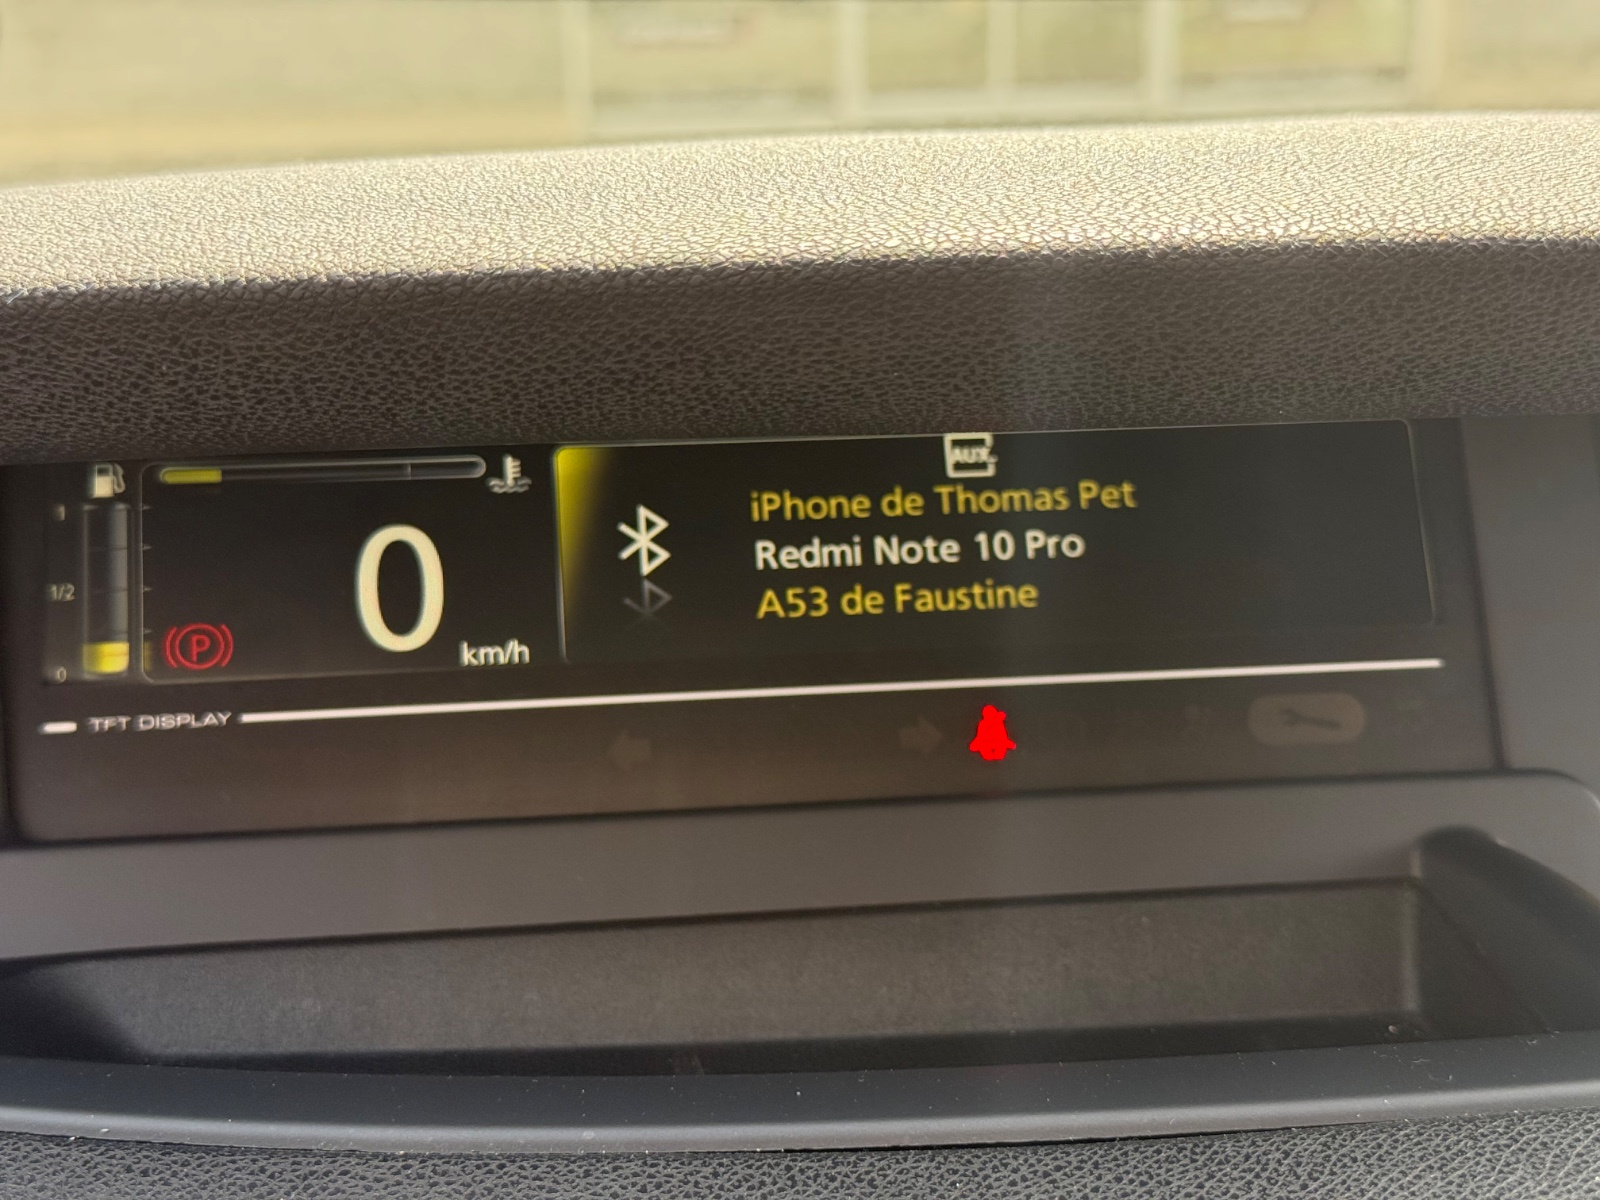 AUX.
iPhone de Thomas Pet
Redmi Note 10 Pro
A53 de Faustine
1
1/2
0
0
km/h
P
TFT DISPLAY